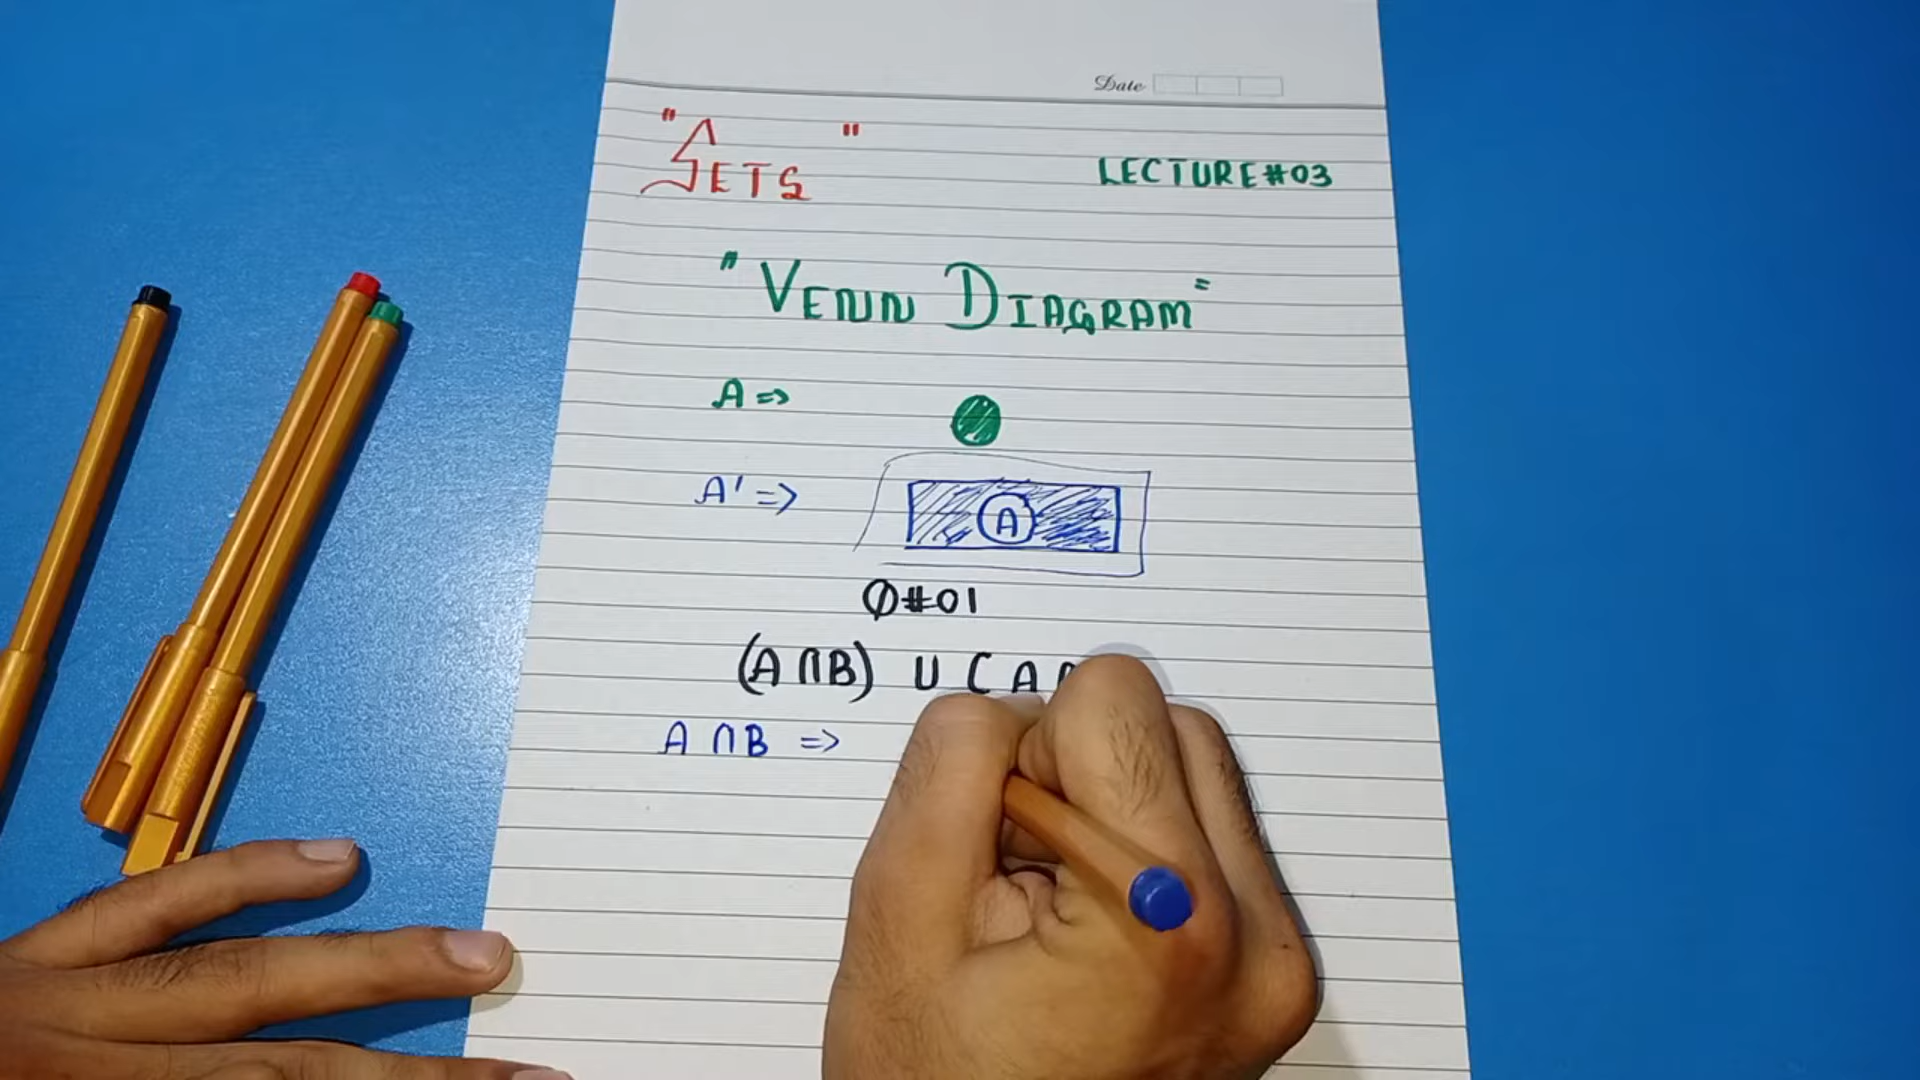 Date
"SETS"
LECTURE#03
"VENN DIAGRAM"
A =>
A' =>
A
Q#01
(A∩B) ∪ (A
A ∩B =>